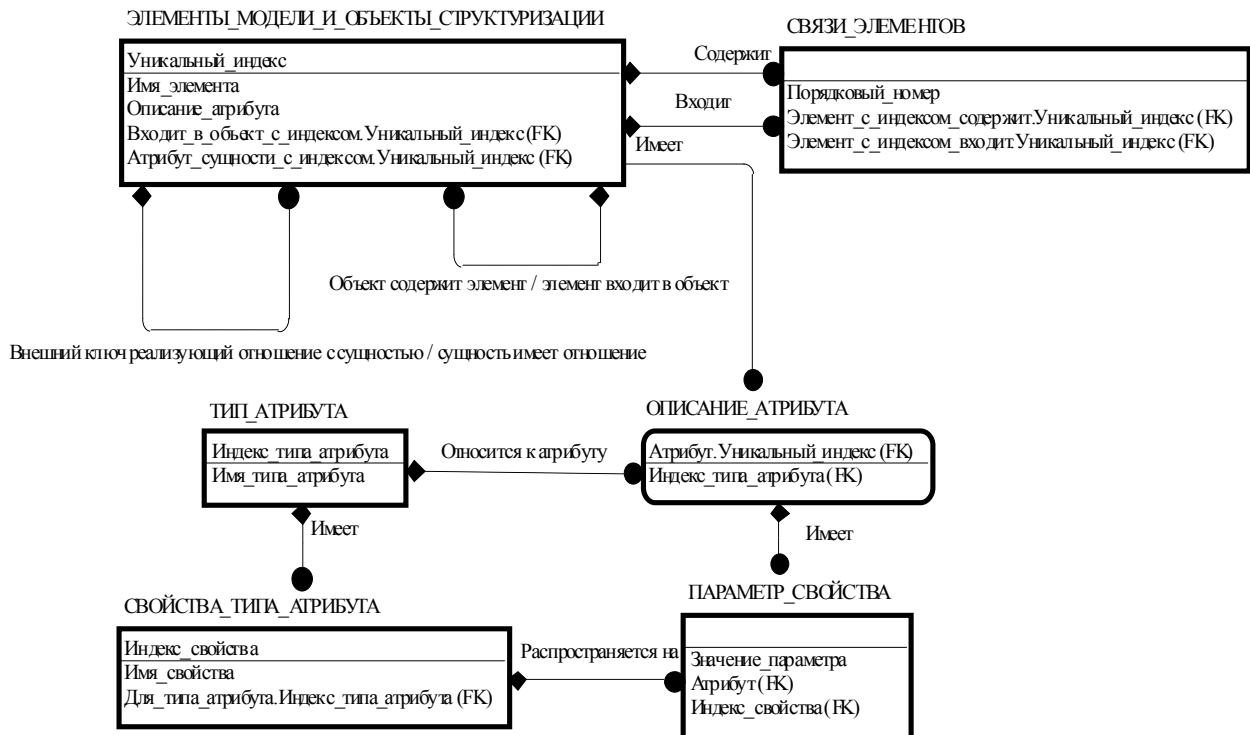 ЭЛЕМЕНТЫ_МОДЕЛИ_И_ОБЪЕКТЫ_СТРУКТУРИЗАЦИИ
Уникальный_индекс
Имя_элемента
Описание_атрибута
Входит_в_объект_с_индексом.Уникальный_индекс (FK)
Атрибут_сущности_с_индексом.Уникальный_индекс (FK)
СВЯЗИ_ЭЛЕМЕНТОВ
Порядковый_номер
Элемент_с_индексом_содержит.Уникальный_индекс (FK)
Элемент_с_индексом_входит.Уникальный_индекс (FK)
Содержит
Входит
Имеет
Объект содержит элемент / элемент входит в объект
Внешний ключ реализующий отношение с сущностью / сущность имеет отношение
ТИП_АТРИБУТА
Индекс_типа_атрибута
Имя_типа_атрибута
Относится к атрибуту
ОПИСАНИЕ_АТРИБУТА
Атрибут.Уникальный_индекс (FK)
Индекс_типа_атрибута (FK)
Имеет
Имеет
СВОЙСТВА_ТИПА_АТРИБУТА
Индекс_свойства
Имя_свойства
Для_типа_атрибута.Индекс_типа_атрибута (FK)
Распространяется на
ПАРАМЕТР_СВОЙСТВА
Значение_параметра
Атрибут (FK)
Индекс_свойства (FK)